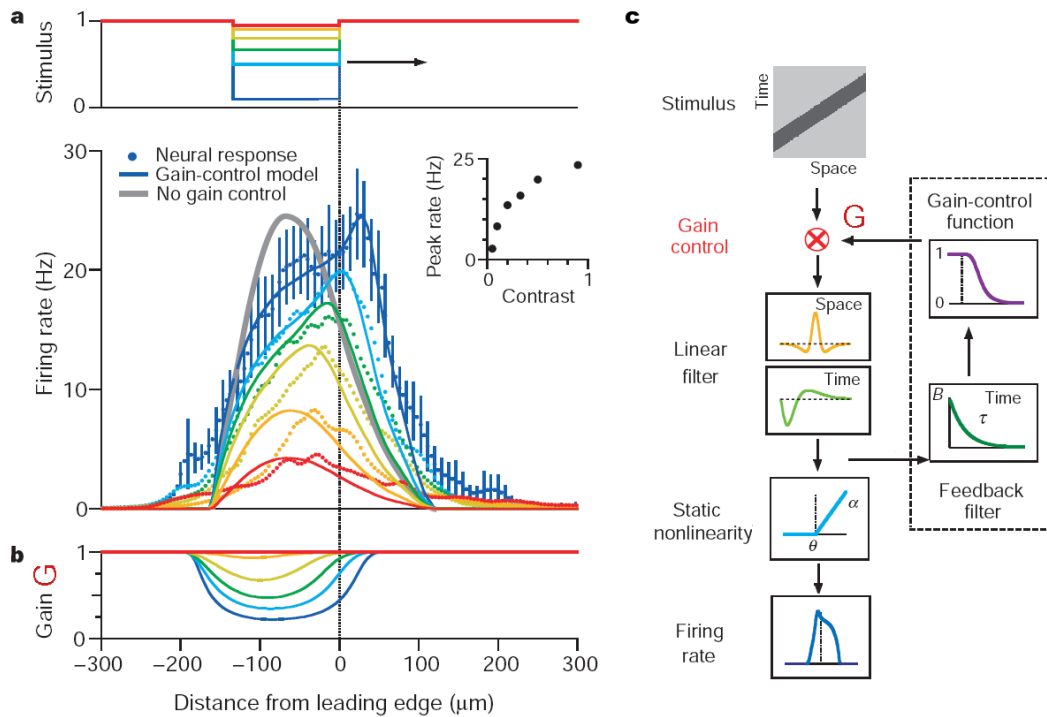 a
Stimulus
1
0
Firing rate (Hz)
30
20
10
0
Neural response
Gain-control model
No gain control
Peak rate (Hz)
25
0
0
1
Contrast
b
Gain G
1
0
−300
−200
−100
0
100
200
300
Distance from leading edge (μm)
c
Stimulus
Time
Space
Gain
control
G
Gain-control
function
1
0
Linear
filter
Space
Time
B
Time
τ
Feedback
filter
Static
nonlinearity
α
θ
Firing
rate